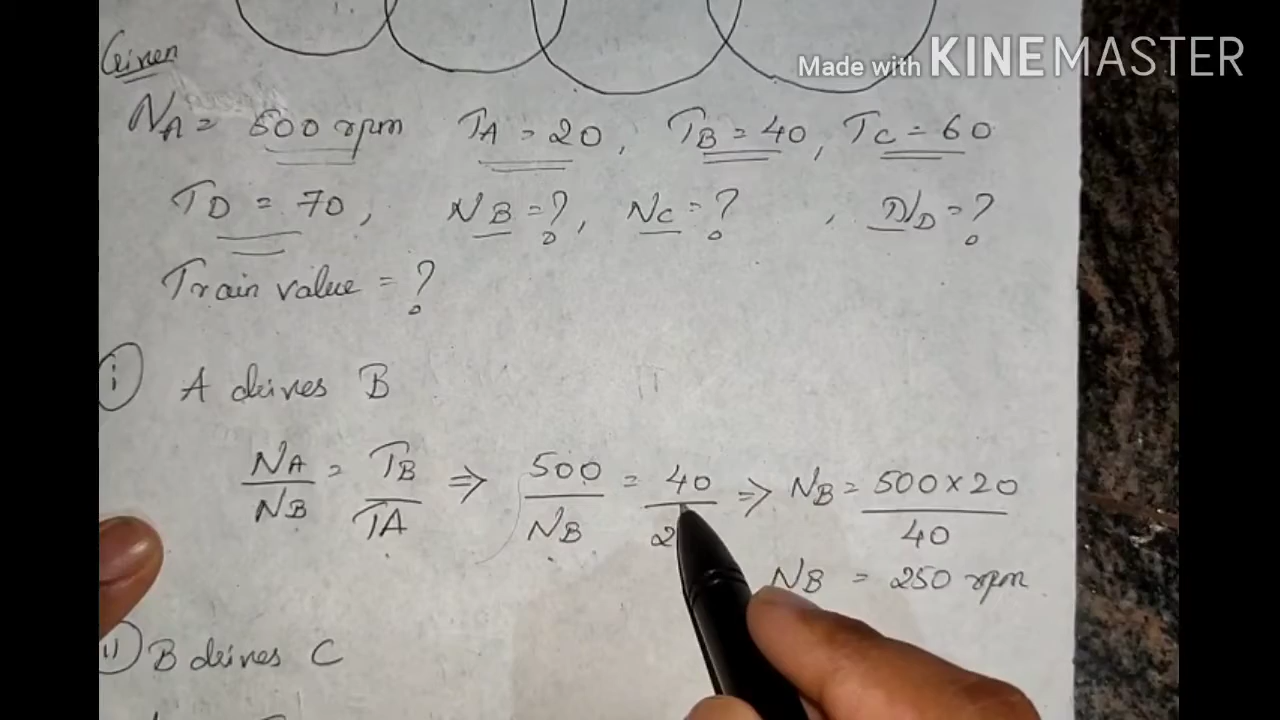 Made with KINEMASTER
Given
NA = 500 rpm TA = 20, TB = 40, TC = 60
TD = 70, NB = ?, NC = ?, ND = ?
Train value = ?
i A drives B
NA/NB = TB/TA ⇒ 500/NB = 40/2 ⇒ NB = 500×20/40
NB = 250 rpm
ii B drives C